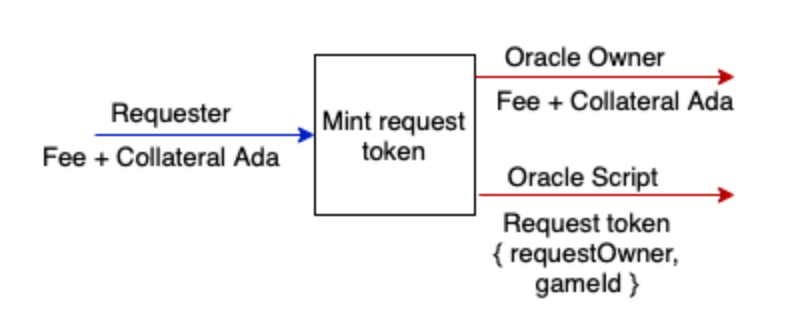 Requester
Fee + Collateral Ada
Mint request
token
Oracle Owner
Fee + Collateral Ada
Oracle Script
Request token
{ requestOwner,
gameId }